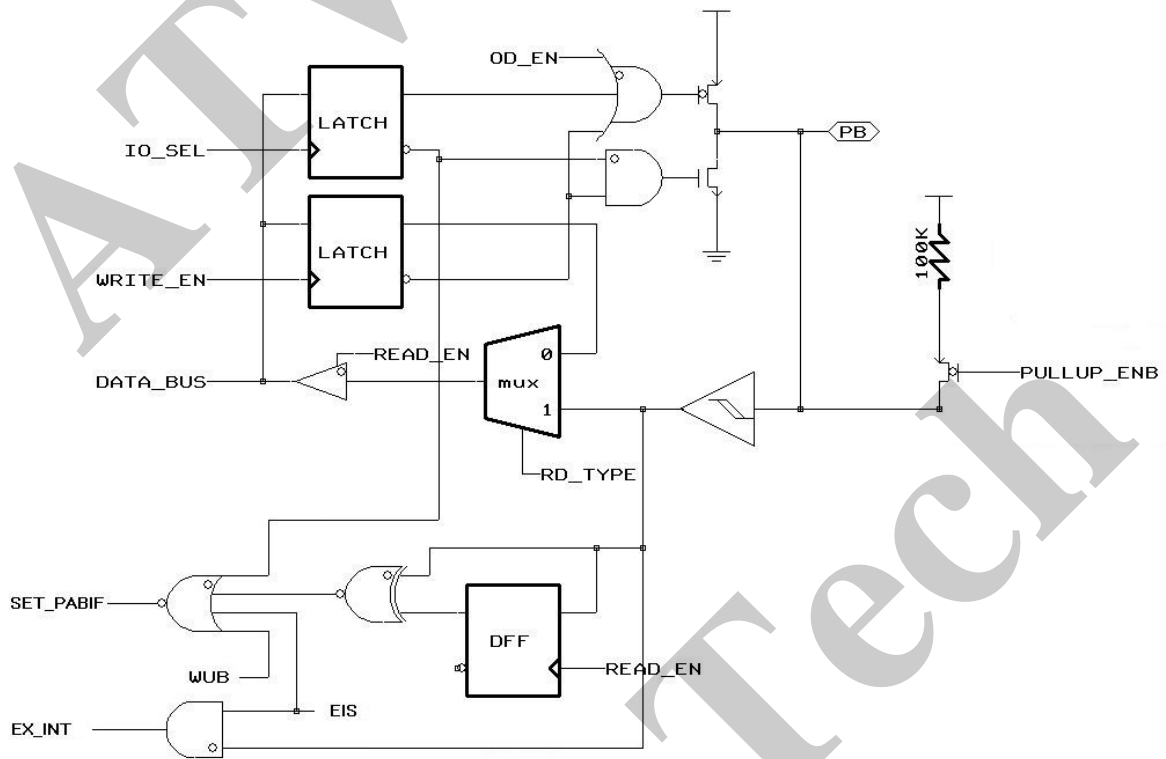 OD_EN
LATCH
PB
IO_SEL
LATCH
100K
WRITE_EN
READ_EN
0
DATA_BUS
mux
PULLUP_ENB
1
RD_TYPE
SET_PABIF
DFF
WUB
READ_EN
EIS
EX_INT
Tech